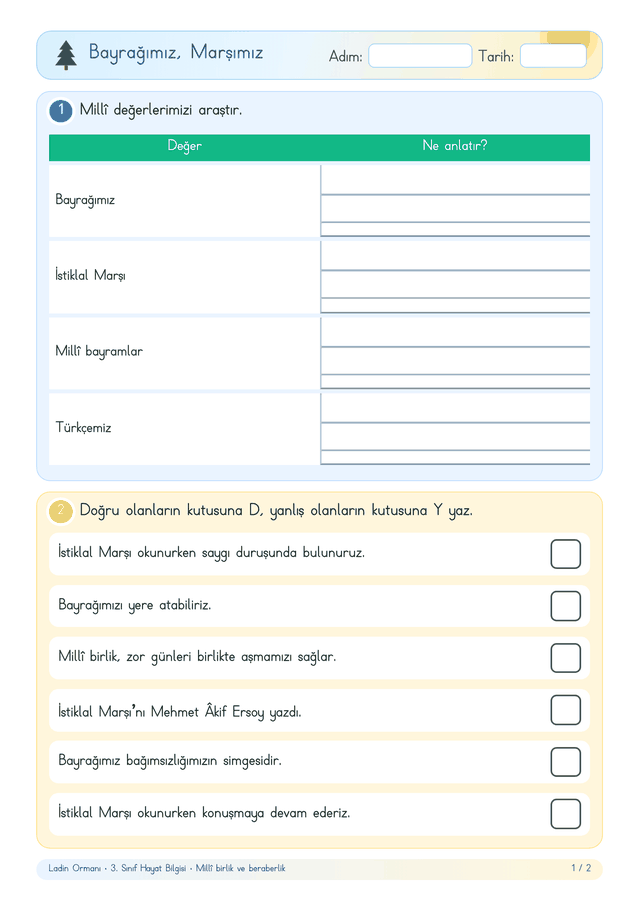 Bayrağımız, Marşımız
Adım:
Tarih:
1 Millî değerlerimizi araştır.
Değer Ne anlatır?
Bayrağımız
İstiklal Marşı
Millî bayramlar
Türkçemiz
2 Doğru olanların kutusuna D, yanlış olanların kutusuna Y yaz.
İstiklal Marşı okunurken saygı duruşunda bulunuruz.
Bayrağımızı yere atabiliriz.
Millî birlik, zor günleri birlikte aşmamızı sağlar.
İstiklal Marşı'nı Mehmet Âkif Ersoy yazdı.
Bayrağımız bağımsızlığımızın simgesidir.
İstiklal Marşı okunurken konuşmaya devam ederiz.
Ladin Ormanı • 3. Sınıf Hayat Bilgisi • Millî birlik ve beraberlik 1 / 2